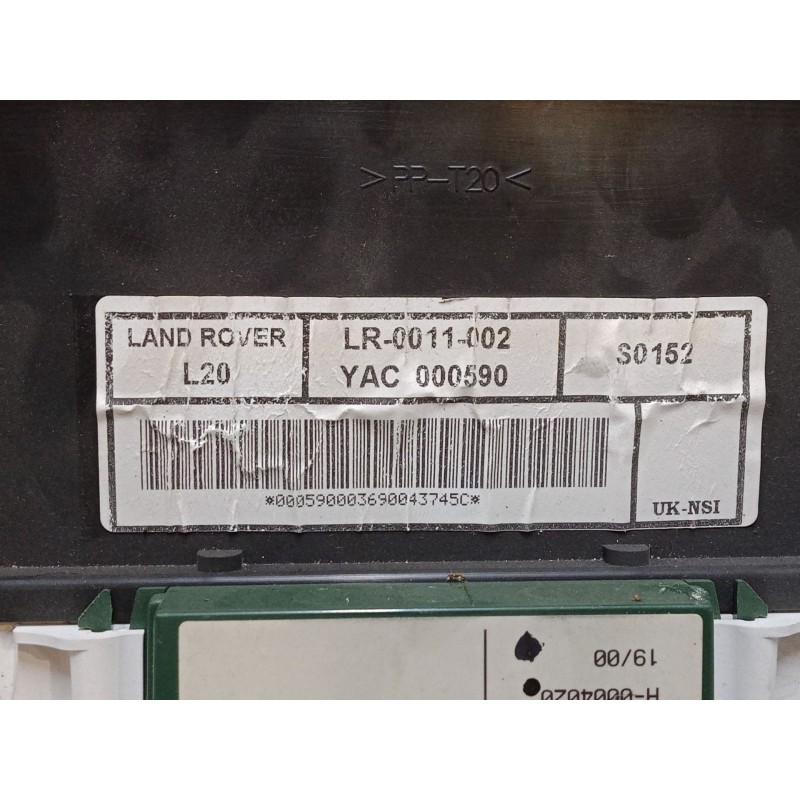 >PP-T20<
LAND ROVER
L20
LR-0011-002
YAC 000590
S0152
*000590003690043745C*
UK-NSI
19/00
H-0004020